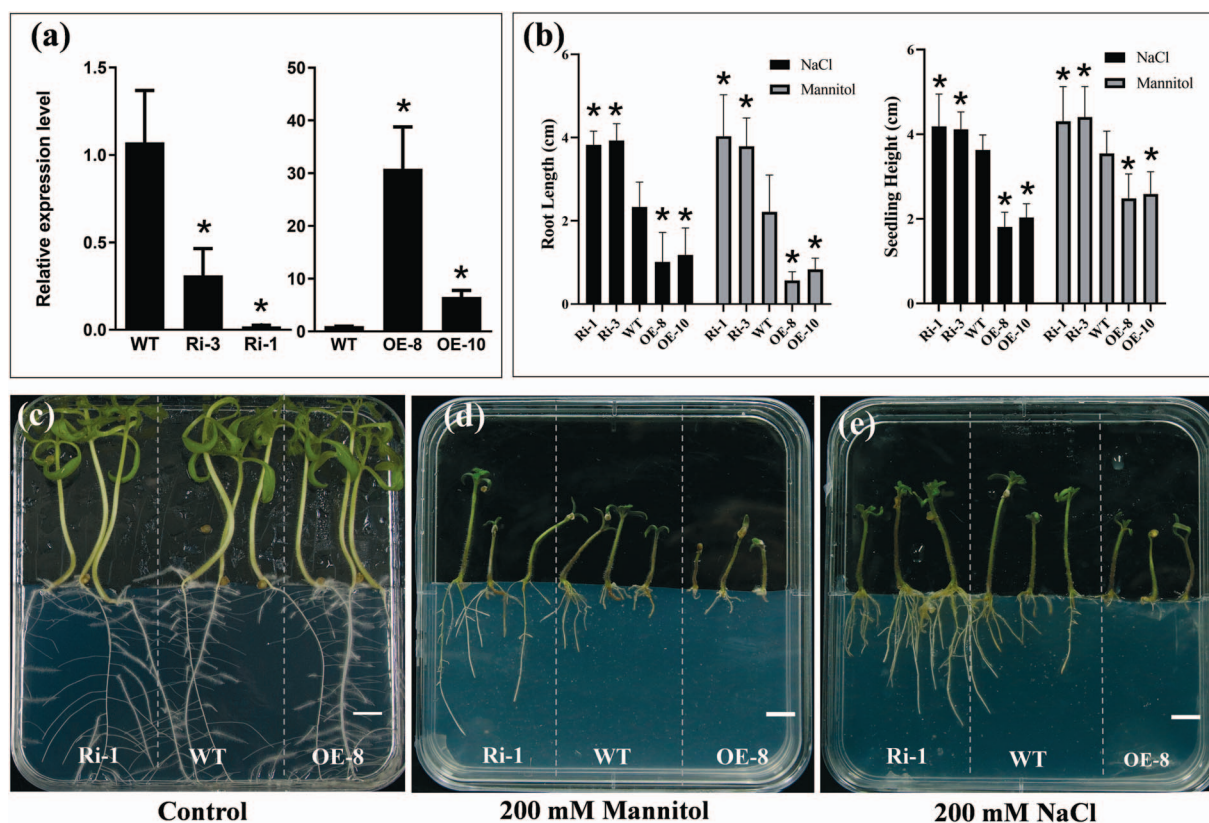 (a)
Relative expression level
1.5
1.0
0.5
0.0
*
*
WT Ri-3 Ri-1
50
40
30
20
10
0
*
*
WT OE-8 OE-10
(b)
Root Length (cm)
6
4
2
0
NaCl
Mannitol
* * * * * * * *
Ri-1 Ri-3 WT OE-8 OE-10 Ri-1 Ri-3 WT OE-8 OE-10
Seedling Height (cm)
6
4
2
0
NaCl
Mannitol
* * * * * * * *
Ri-1 Ri-3 WT OE-8 OE-10 Ri-1 Ri-3 WT OE-8 OE-10
(c)
Ri-1 WT OE-8
Control
(d)
Ri-1 WT OE-8
200 mM Mannitol
(e)
Ri-1 WT OE-8
200 mM NaCl